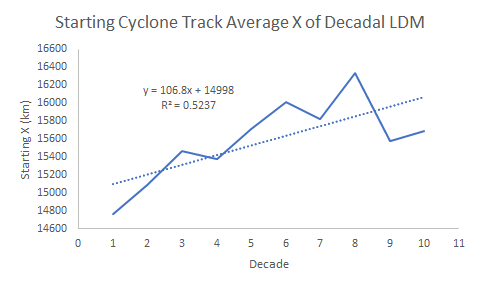 Starting Cyclone Track Average X of Decadal LDM
16600
16400
16200
16000
15800
15600
15400
15200
15000
14800
14600
Starting X (km)
y = 106.8x + 14998
R² = 0.5237
0 1 2 3 4 5 6 7 8 9 10 11
Decade